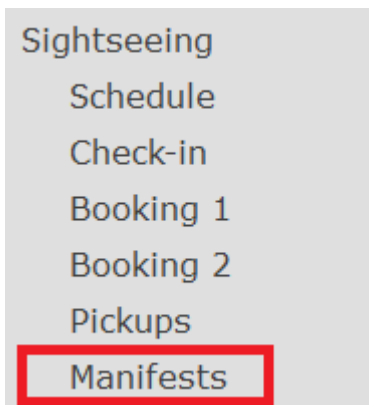 Sightseeing
Schedule
Check-in
Booking 1
Booking 2
Pickups
Manifests